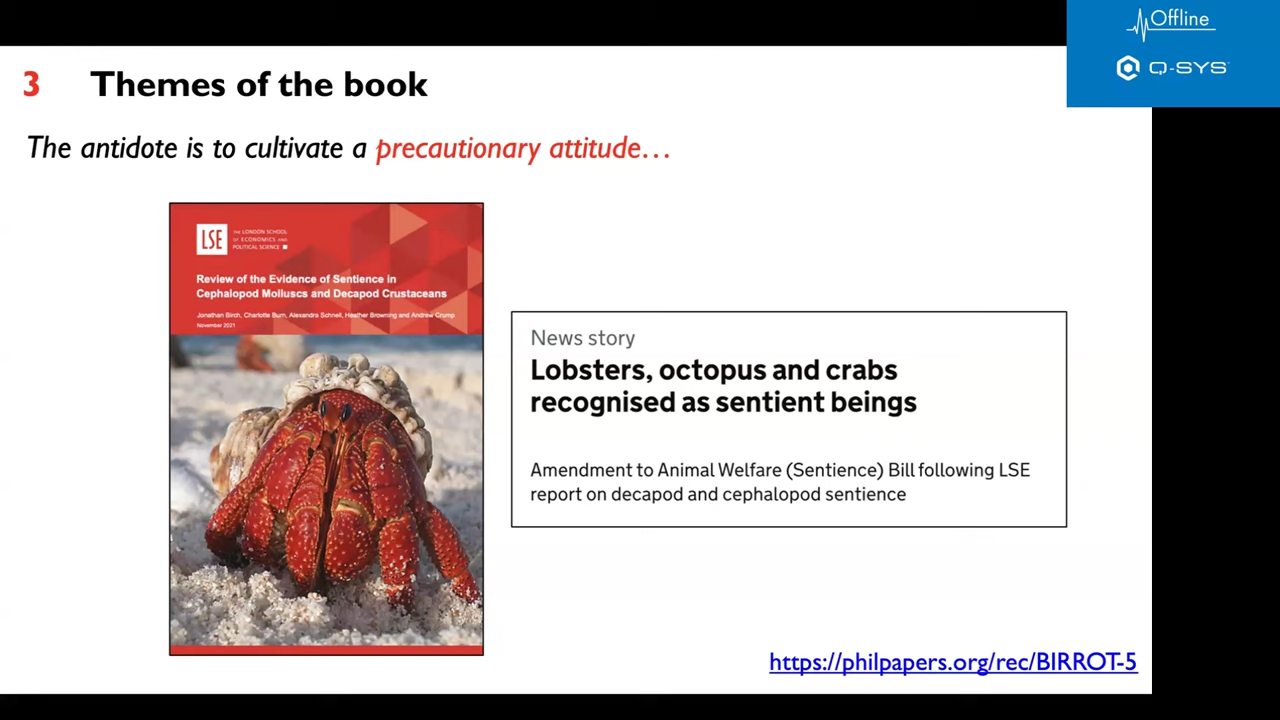 Offline
Q-SYS
3 Themes of the book
The antidote is to cultivate a precautionary attitude…
LSE
THE LONDON SCHOOL
OF ECONOMICS AND
POLITICAL SCIENCE
Review of the Evidence of Sentience in
Cephalopod Molluscs and Decapod Crustaceans
Jonathan Birch, Charlotte Burn, Alexandra Schnell, Heather Browning and Andrew Crump
November 2021
News story
Lobsters, octopus and crabs
recognised as sentient beings
Amendment to Animal Welfare (Sentience) Bill following LSE
report on decapod and cephalopod sentience
https://philpapers.org/rec/BIRROT-5